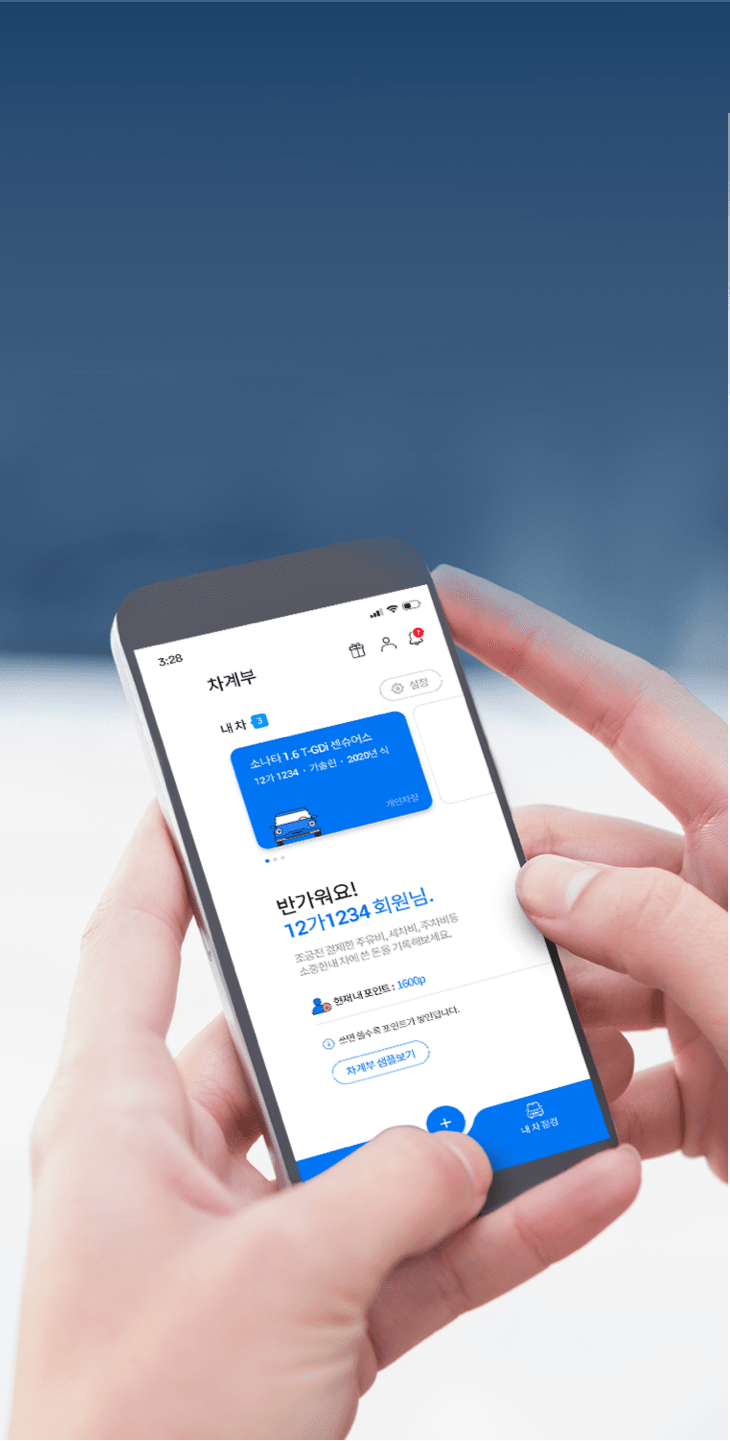 3:28
차계부
설정
내 차 3
소나타 1.6 T-GDi 센슈어스
12가 1234 · 가솔린 · 2020년 식
개인차량
반가워요!
12가1234 회원님.
조금전 결제한 주유비, 세차비, 주차비등
소중한내 차에 쓴 돈을 기록해보세요.
현재 내 포인트 : 1600p
쓰면 쓸수록 포인트가 쌓인답니다.
차계부 샘플보기
+
내 차 점검